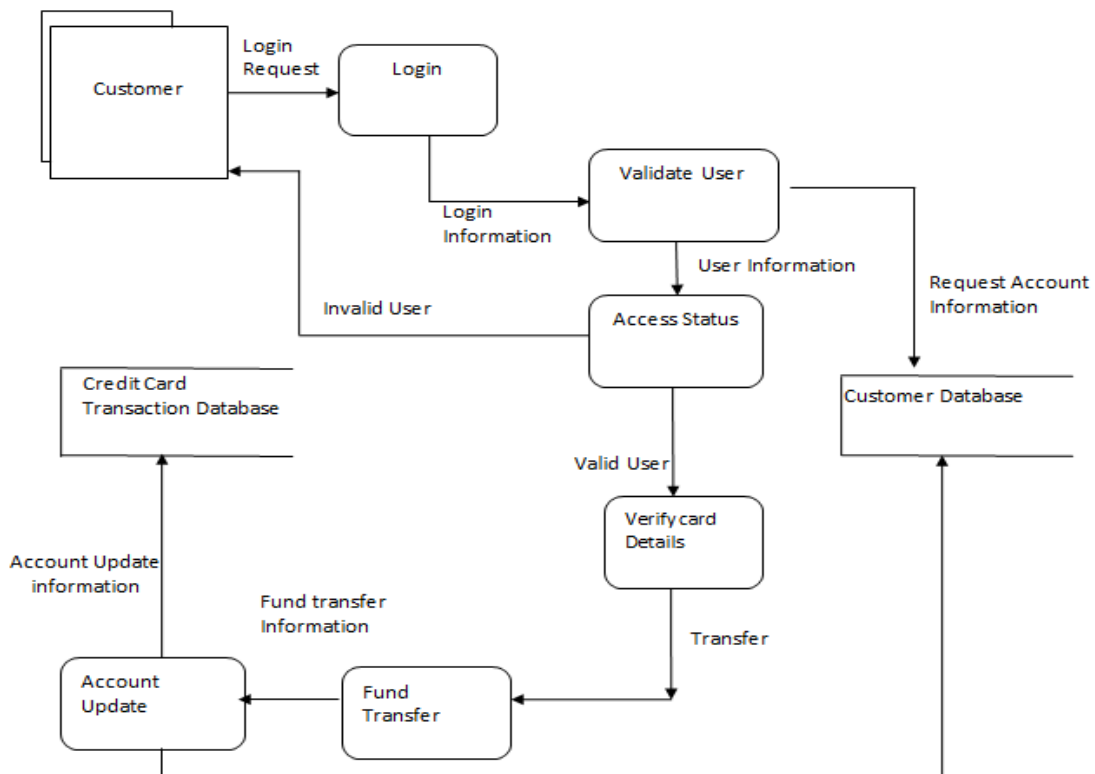 Login
Request
Customer
Login
Validate User
Login
Information
User Information
Request Account
Information
Invalid User
Access Status
Credit Card
Transaction Database
Customer Database
Valid User
Verify card
Details
Account Update
information
Fund transfer
Information
Transfer
Account
Update
Fund
Transfer